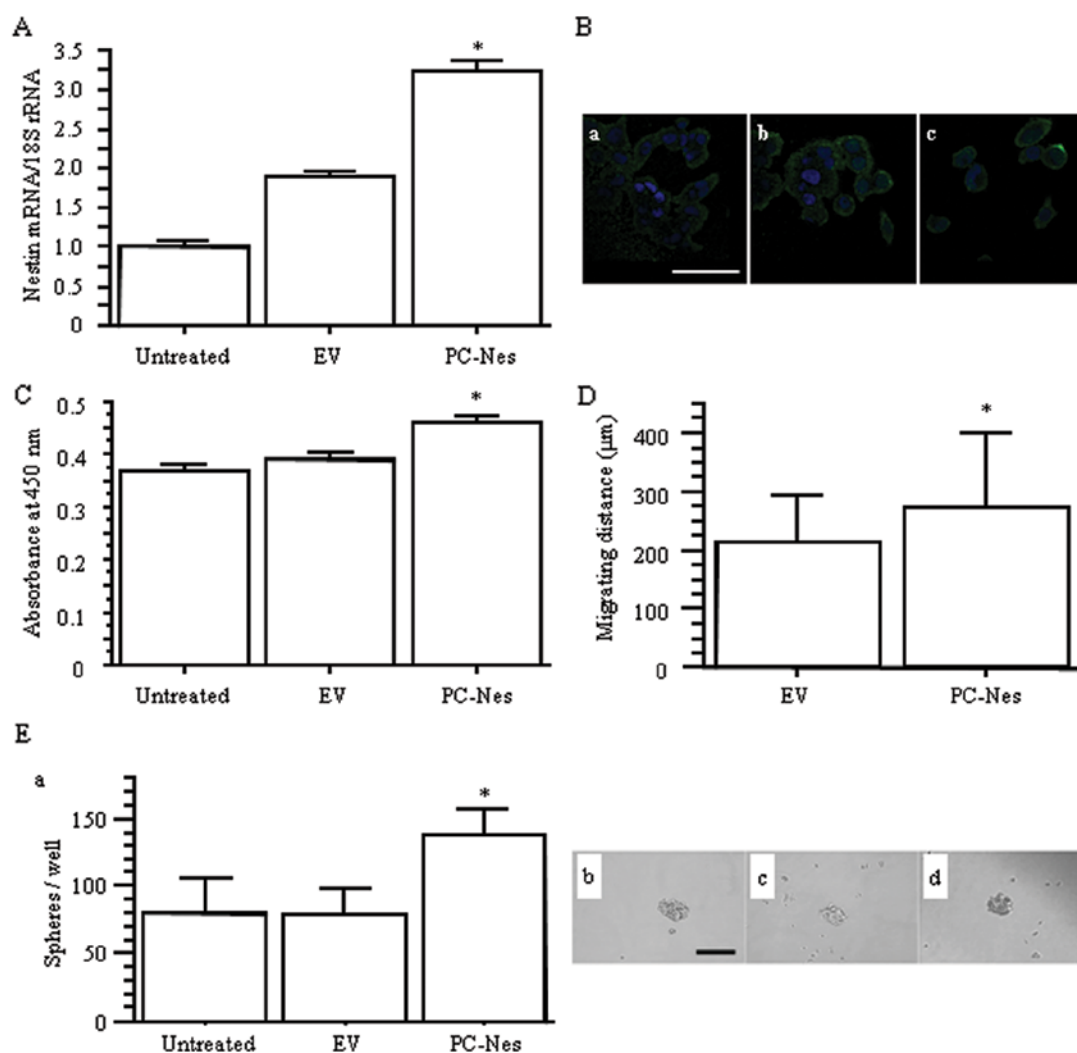 A
Nestin mRNA/18S rRNA
3.5
3.0
2.5
2.0
1.5
1.0
0.5
0
*
Untreated EV PC-Nes
B
a b c
C
Absorbance at 450 nm
0.5
0.4
0.3
0.2
0.1
0
*
Untreated EV PC-Nes
D
Migrating distance (µm)
400
300
200
100
0
*
EV PC-Nes
E
a
Spheres / well
150
100
50
0
*
Untreated EV PC-Nes
b c d